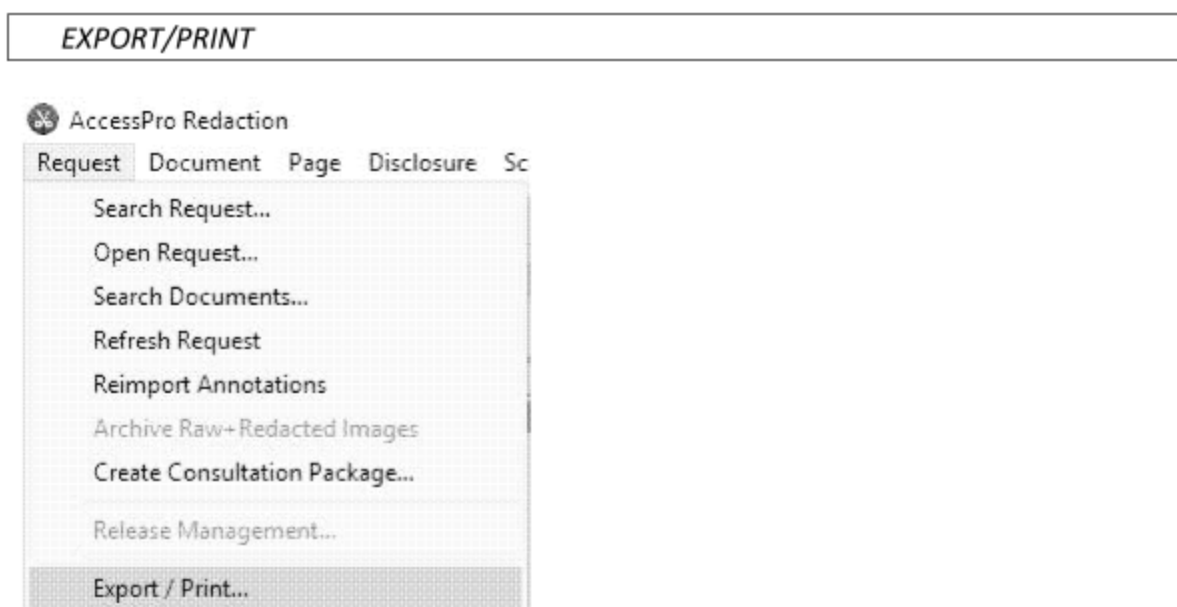 EXPORT/PRINT
AccessPro Redaction
Request Document Page Disclosure Sc
Search Request...
Open Request...
Search Documents...
Refresh Request
Reimport Annotations
Archive Raw+Redacted Images
Create Consultation Package...
Release Management...
Export / Print...